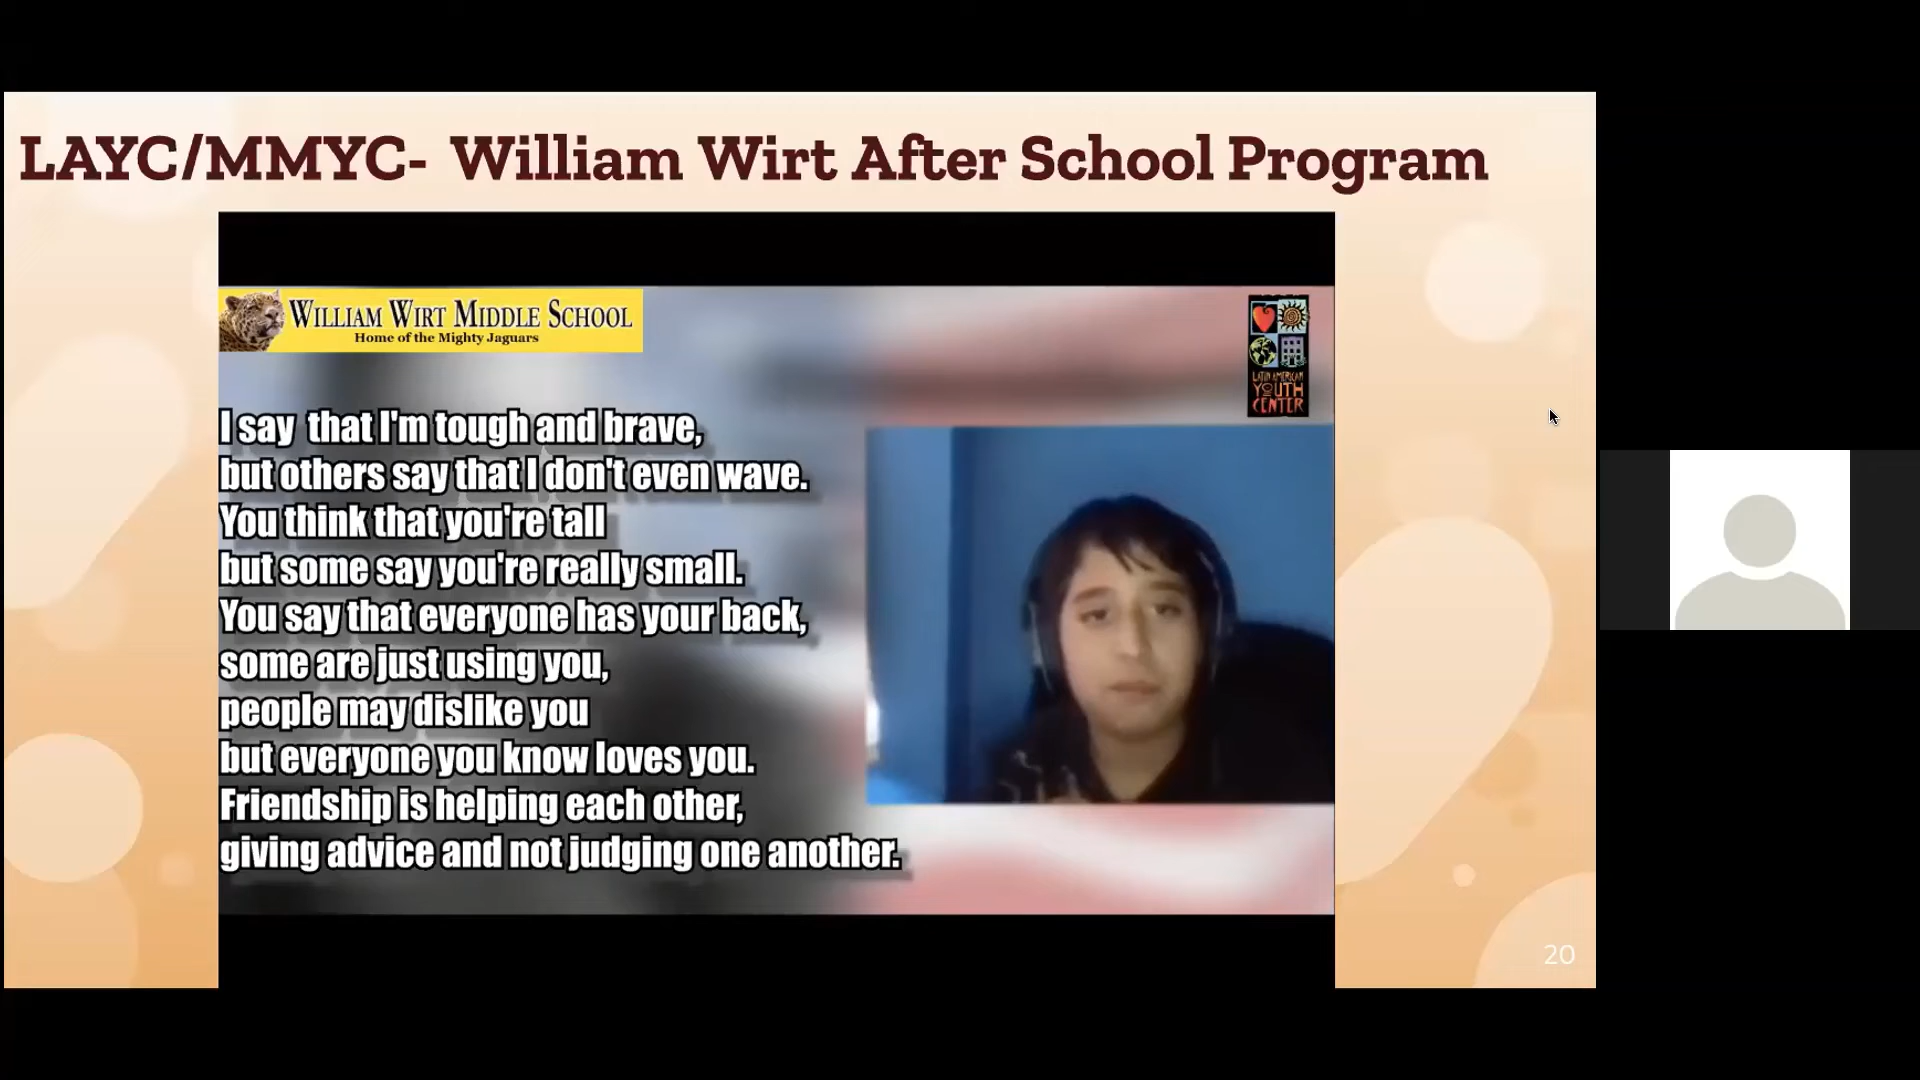 LAYC/MMYC- William Wirt After School Program
WILLIAM WIRT MIDDLE SCHOOL
Home of the Mighty Jaguars
LATIN AMERICAN
YOUTH
CENTER
I say that I'm tough and brave,
but others say that I don't even wave.
You think that you're tall
but some say you're really small.
You say that everyone has your back,
some are just using you,
people may dislike you
but everyone you know loves you.
Friendship is helping each other,
giving advice and not judging one another.
20